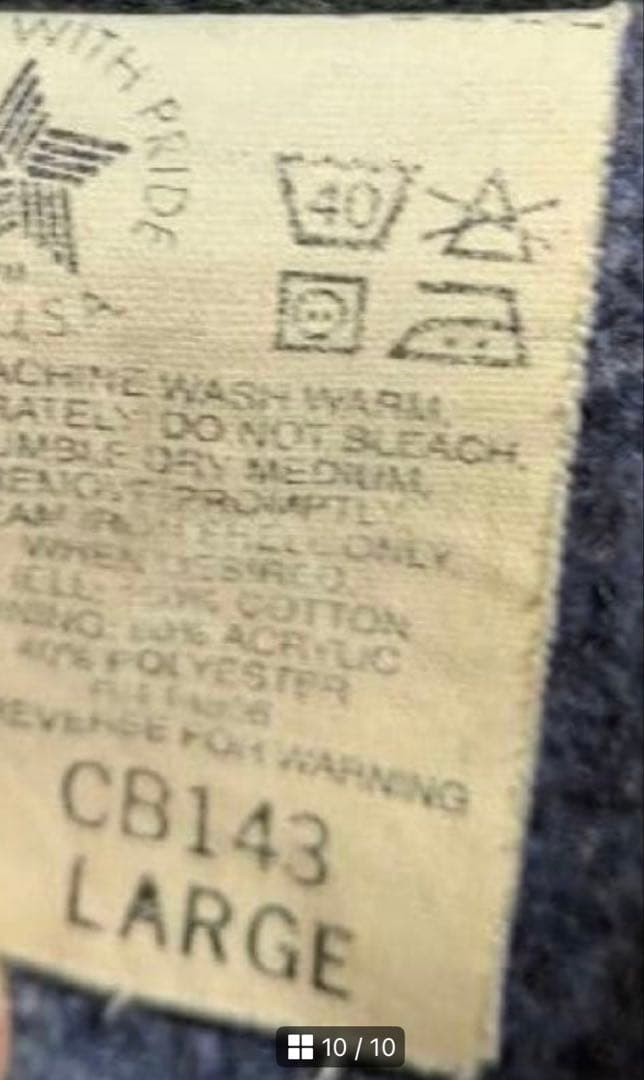 WITH PRIDE
40
MACHINE WASH WARM,
DO NOT BLEACH.
TUMBLE DRY MEDIUM,
PROMPTLY
ONLY
WHEN DESIRED.
COTTON
60% ACRYLIC
40% POLYESTER
REVERSE FOR WARNING
CB143
LARGE
10 / 10